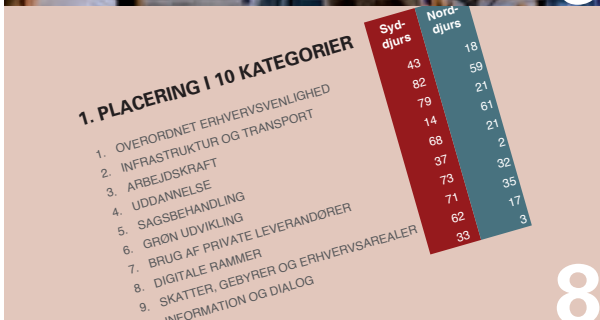 1. PLACERING I 10 KATEGORIER
Syd-
djurs
Nord-
djurs
1. OVERORDNET ERHVERVSVENLIGHED 43 18
2. INFRASTRUKTUR OG TRANSPORT 82 59
3. ARBEJDSKRAFT 79 21
4. UDDANNELSE 14 61
5. SAGSBEHANDLING 68 21
6. GRØN UDVIKLING 37 2
7. BRUG AF PRIVATE LEVERANDØRER 73 32
8. DIGITALE RAMMER 71 35
9. SKATTER, GEBYRER OG ERHVERVSAREALER 62 17
INFORMATION OG DIALOG 33 3
8